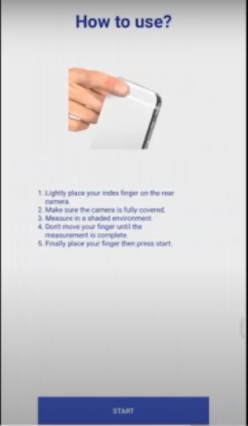 How to use?
1. Lightly place your index finger on the rear
camera.
2. Make sure the camera is fully covered.
3. Measure in a shaded environment.
4. Don't move your finger until the
measurement is complete.
5. Finally place your finger then press start.
START